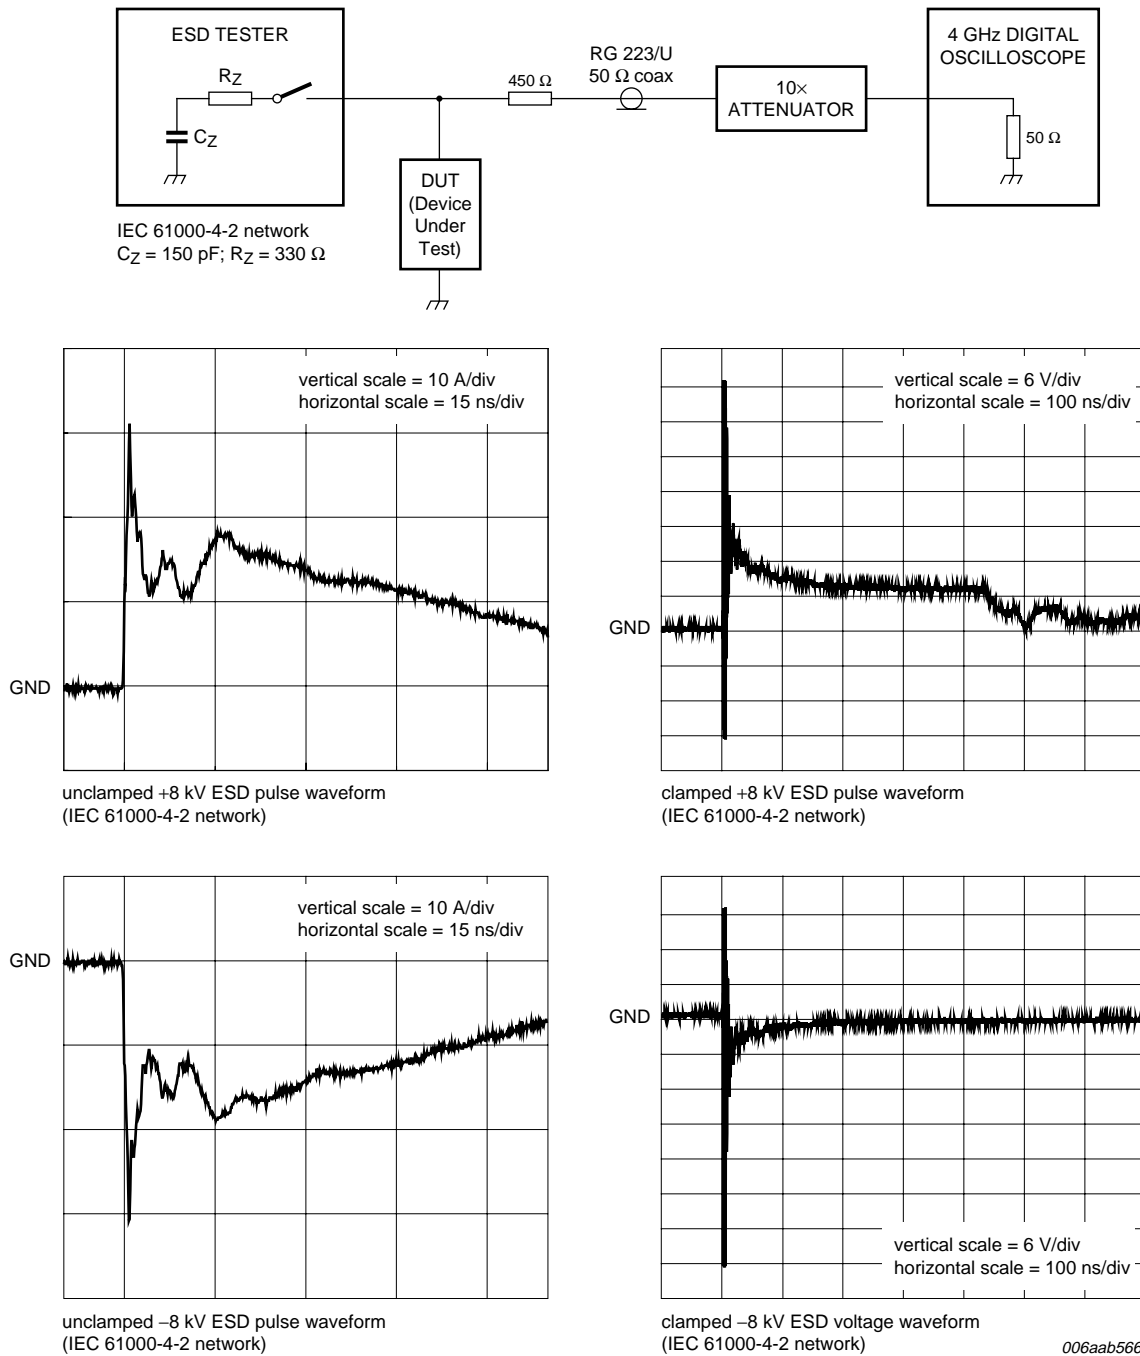 ESD TESTER
RZ
CZ
IEC 61000-4-2 network
CZ = 150 pF; RZ = 330 Ω
450 Ω
RG 223/U
50 Ω coax
10×
ATTENUATOR
4 GHz DIGITAL
OSCILLOSCOPE
50 Ω
DUT
(Device
Under
Test)
vertical scale = 10 A/div
horizontal scale = 15 ns/div
GND
unclamped +8 kV ESD pulse waveform
(IEC 61000-4-2 network)
vertical scale = 6 V/div
horizontal scale = 100 ns/div
GND
clamped +8 kV ESD pulse waveform
(IEC 61000-4-2 network)
vertical scale = 10 A/div
horizontal scale = 15 ns/div
GND
unclamped −8 kV ESD pulse waveform
(IEC 61000-4-2 network)
GND
vertical scale = 6 V/div
horizontal scale = 100 ns/div
clamped −8 kV ESD voltage waveform
(IEC 61000-4-2 network)
006aab566